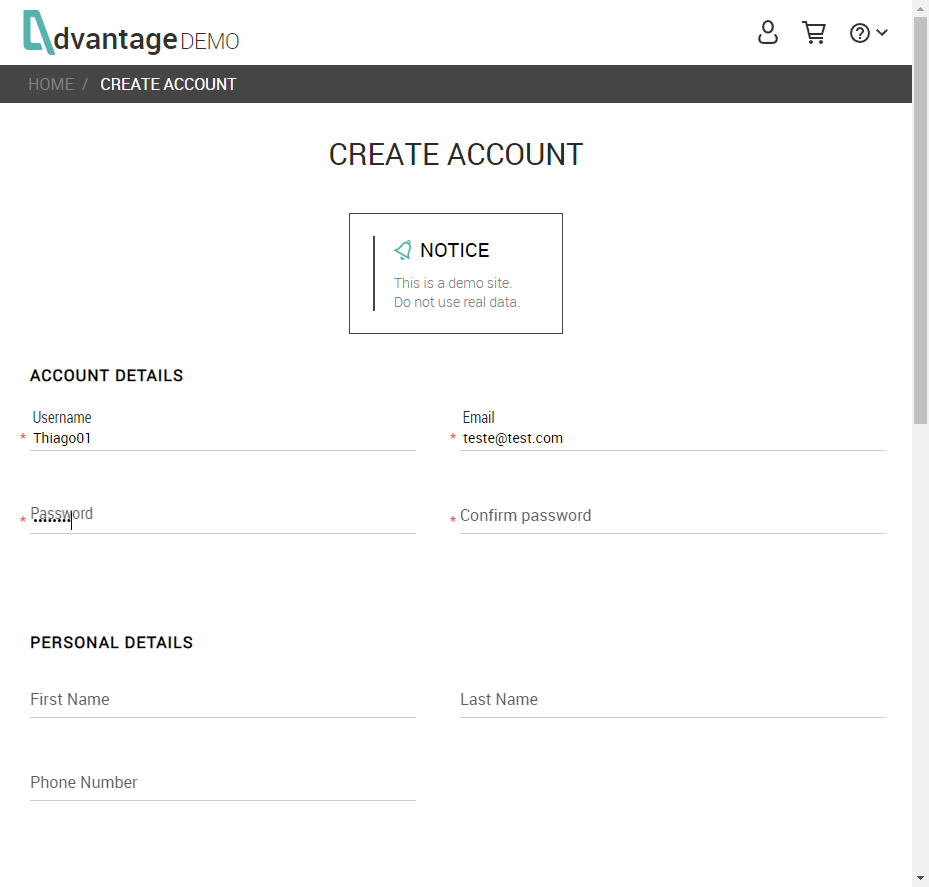 dvantage DEMO
HOME / CREATE ACCOUNT
CREATE ACCOUNT
NOTICE
This is a demo site.
Do not use real data.
ACCOUNT DETAILS
Username
* Thiago01
Email
* teste@test.com
Password
* ••••••••
* Confirm password
PERSONAL DETAILS
First Name
Last Name
Phone Number